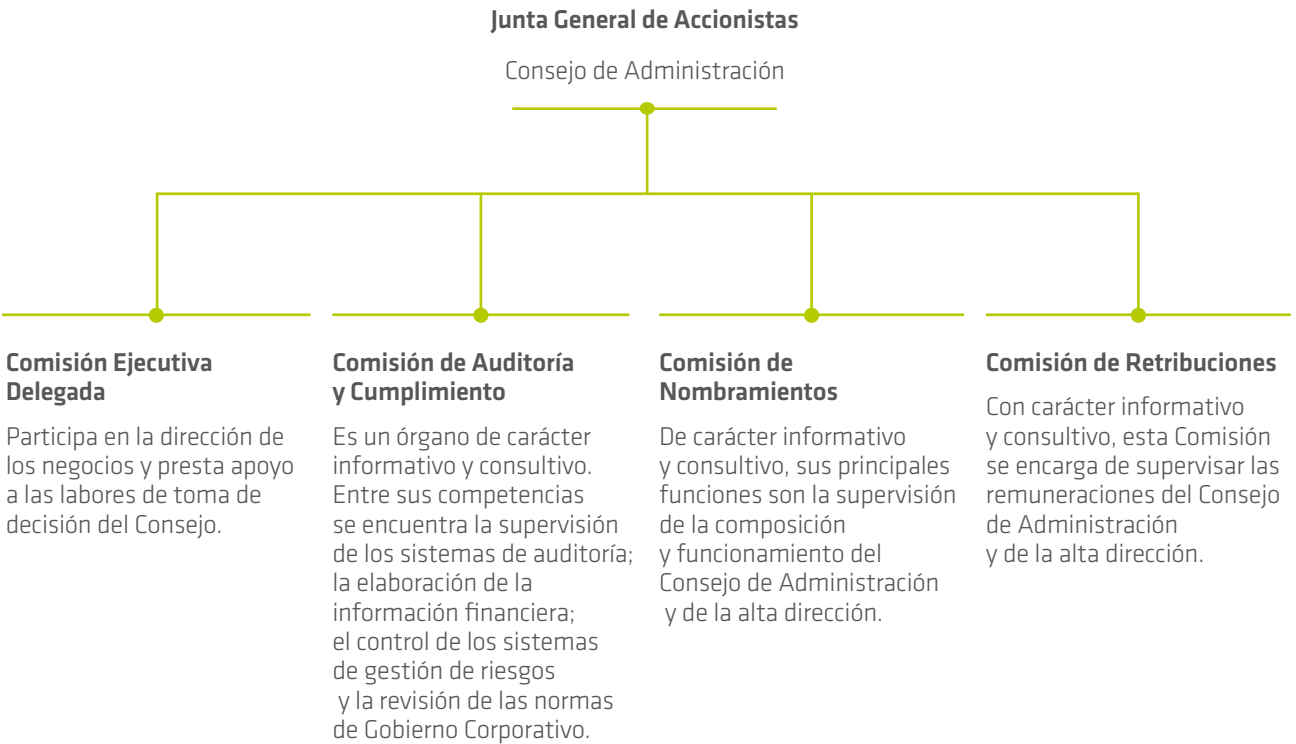 Junta General de Accionistas
Consejo de Administración
Comisión Ejecutiva
Delegada
Participa en la dirección de
los negocios y presta apoyo
a las labores de toma de
decisión del Consejo.
Comisión de Auditoría
y Cumplimiento
Es un órgano de carácter
informativo y consultivo.
Entre sus competencias
se encuentra la supervisión
de los sistemas de auditoría;
la elaboración de la
información financiera;
el control de los sistemas
de gestión de riesgos
y la revisión de las normas
de Gobierno Corporativo.
Comisión de
Nombramientos
De carácter informativo
y consultivo, sus principales
funciones son la supervisión
de la composición
y funcionamiento del
Consejo de Administración
y de la alta dirección.
Comisión de Retribuciones
Con carácter informativo
y consultivo, esta Comisión
se encarga de supervisar las
remuneraciones del Consejo
de Administración
y de la alta dirección.